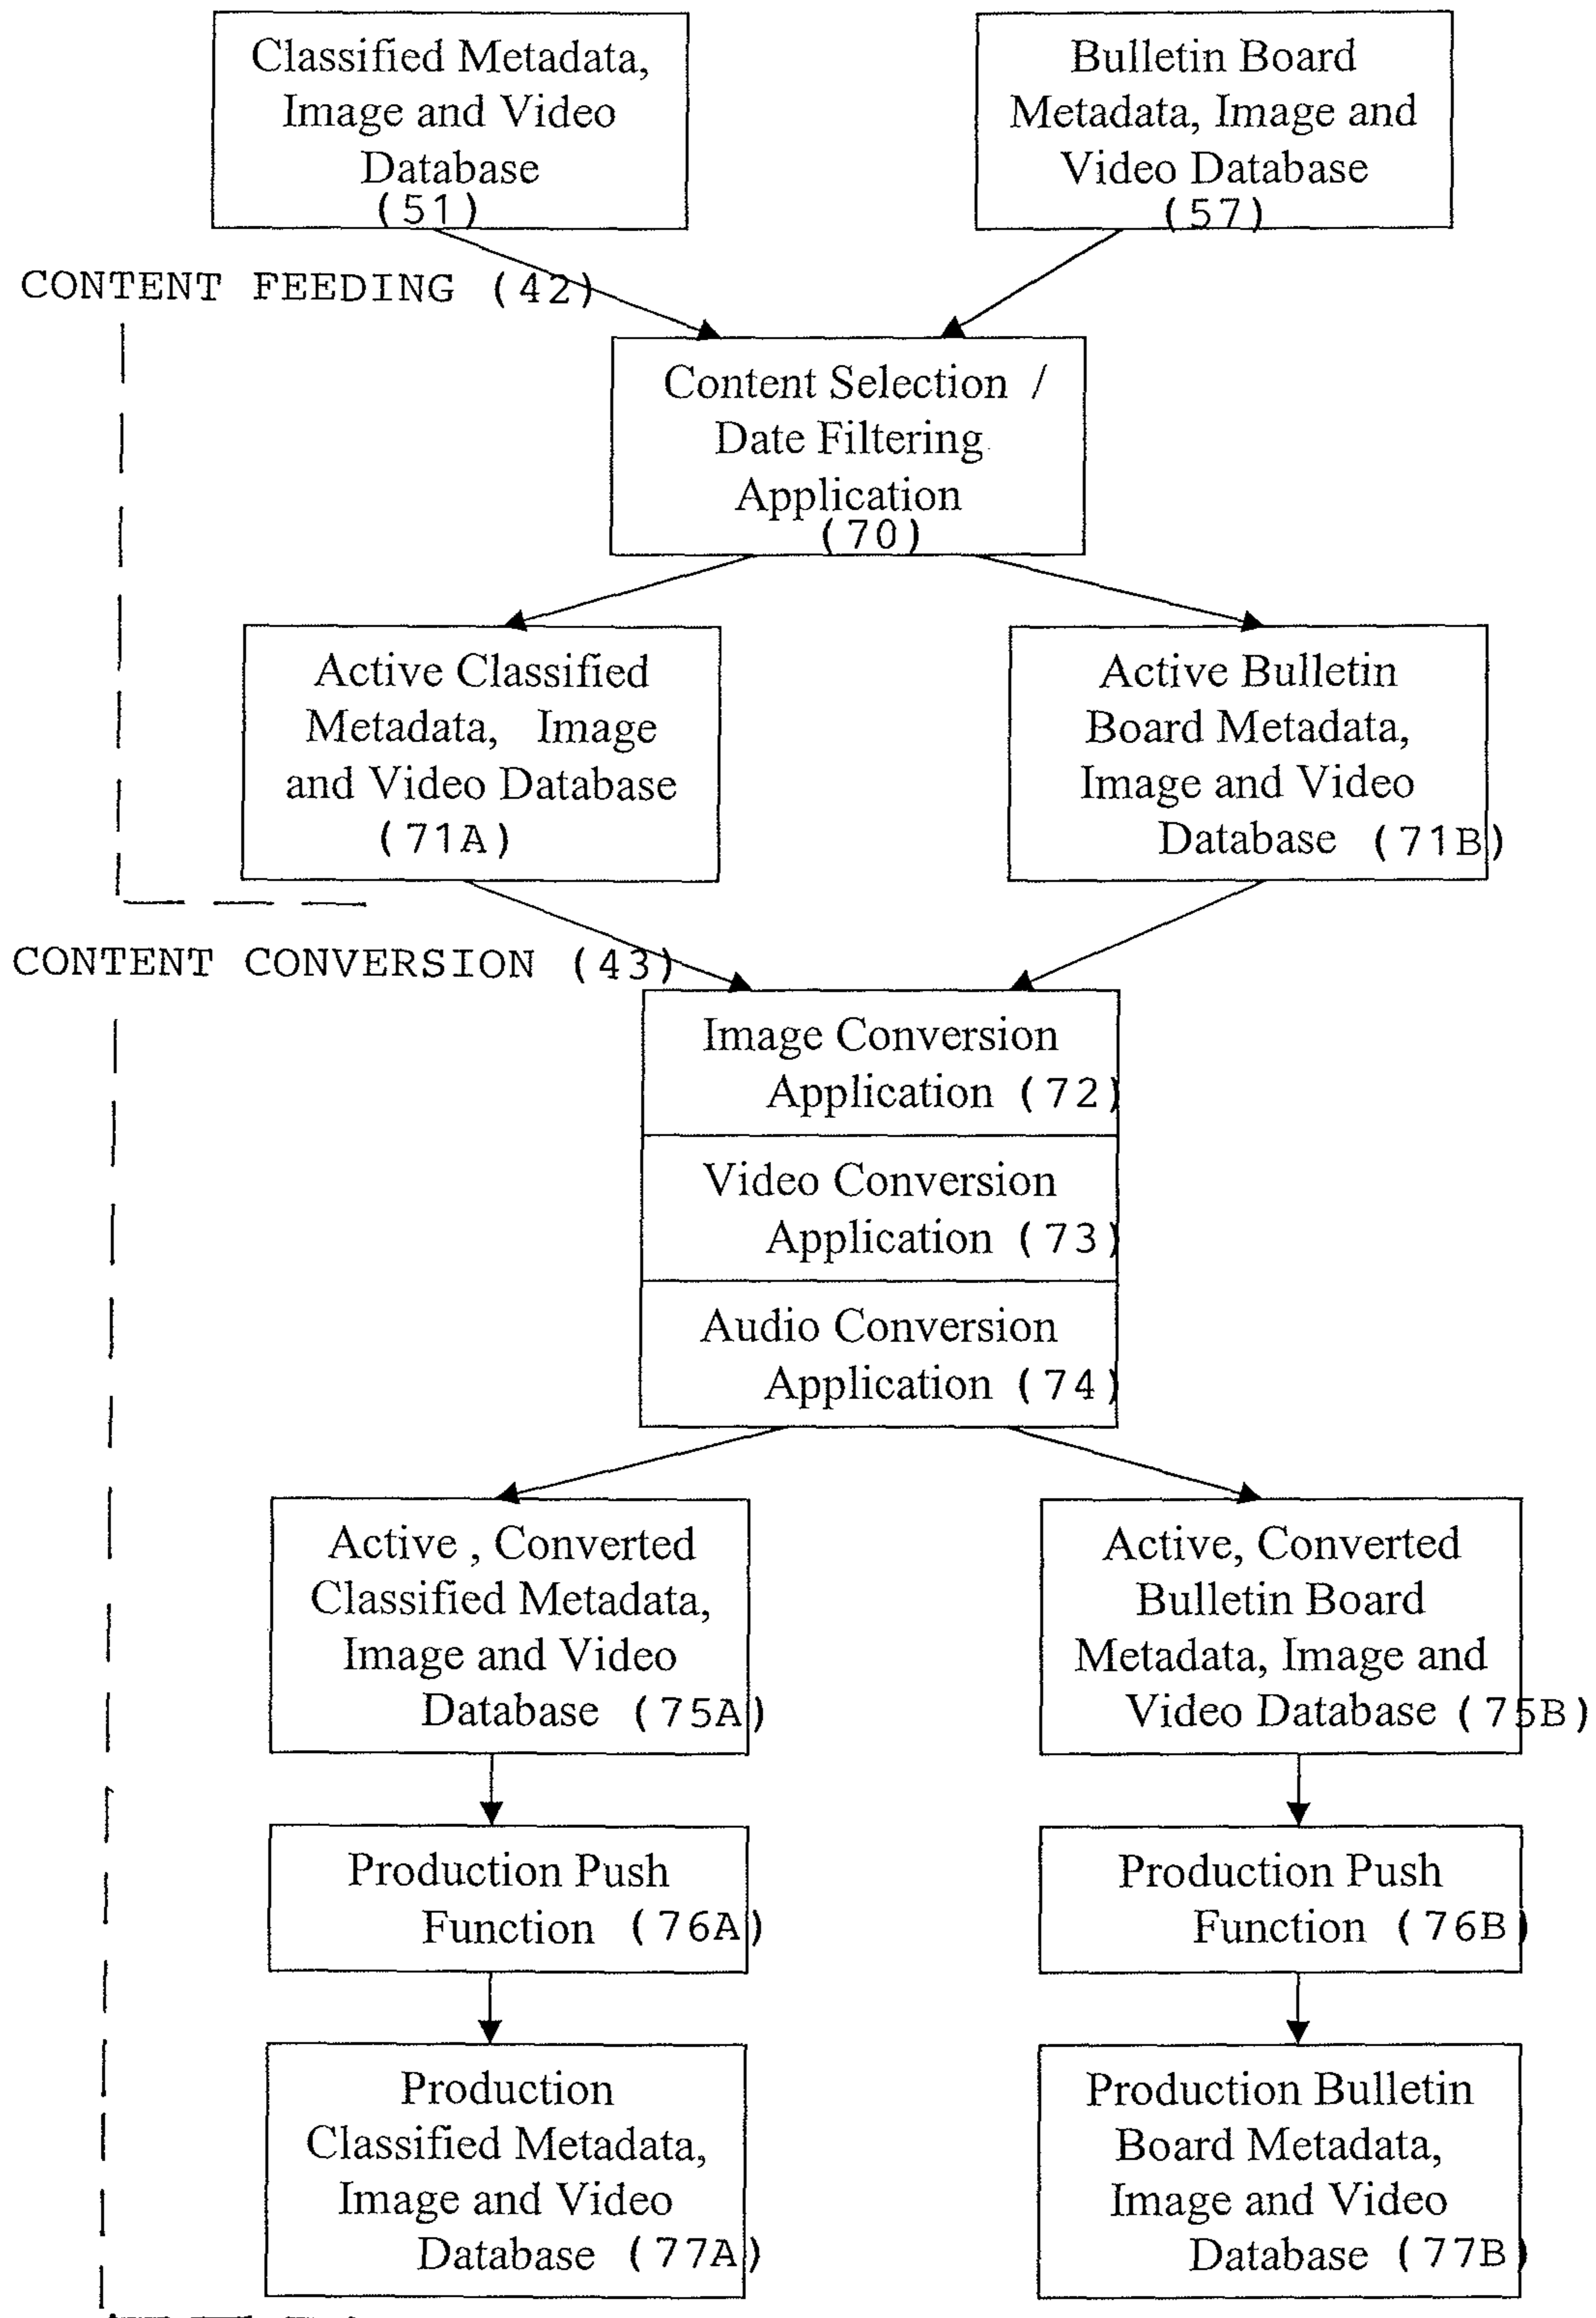 Classified Metadata,
Image and Video
Database
(51)
Bulletin Board
Metadata, Image and
Video Database
(57)
CONTENT FEEDING (42)
Content Selection /
Date Filtering
Application
(70)
Active Classified
Metadata, Image
and Video Database
(71A)
Active Bulletin
Board Metadata,
Image and Video
Database (71B)
CONTENT CONVERSION (43)
Image Conversion
Application (72)
Video Conversion
Application (73)
Audio Conversion
Application (74)
Active , Converted
Classified Metadata,
Image and Video
Database (75A)
Active, Converted
Bulletin Board
Metadata, Image and
Video Database (75B)
Production Push
Function (76A)
Production Push
Function (76B)
Production
Classified Metadata,
Image and Video
Database (77A)
Production Bulletin
Board Metadata,
Image and Video
Database (77B)